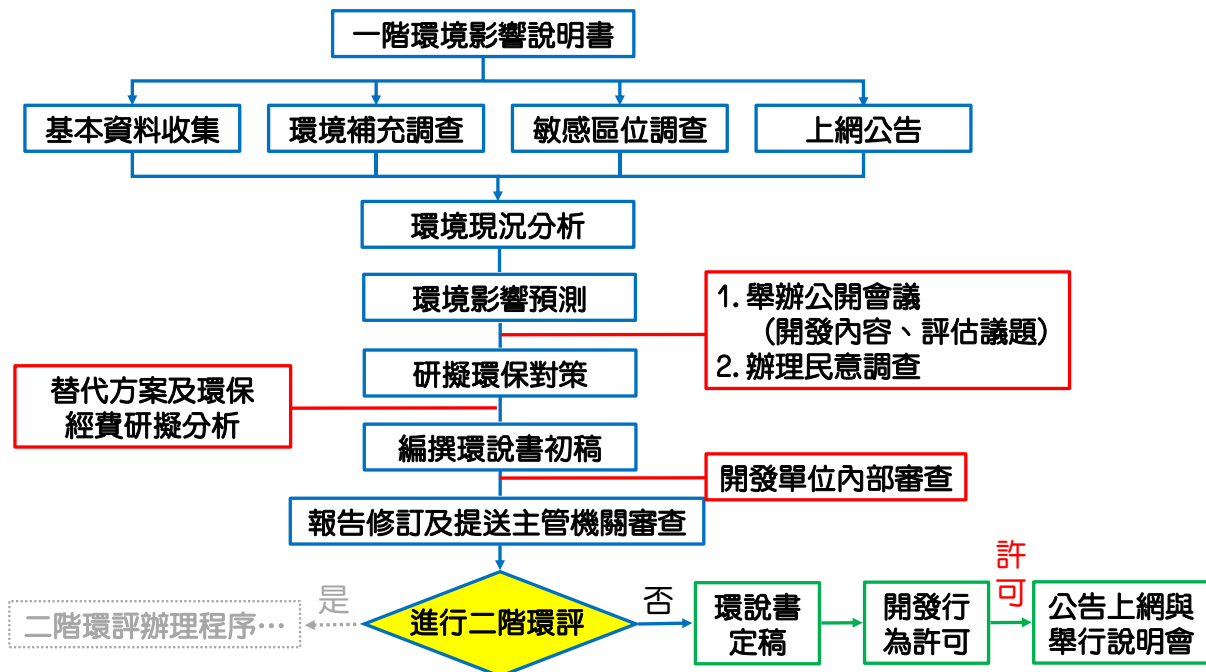 一階環境影響說明書
基本資料收集
環境補充調查
敏感區位調查
上網公告
環境現況分析
環境影響預測
1. 舉辦公開會議
（開發內容、評估議題）
2. 辦理民意調查
研擬環保對策
替代方案及環保
經費研擬分析
編撰環說書初稿
開發單位內部審查
報告修訂及提送主管機關審查
進行二階環評
是
二階環評辦理程序…
否
環說書
定稿
開發行
為許可
許
可
公告上網與
舉行說明會